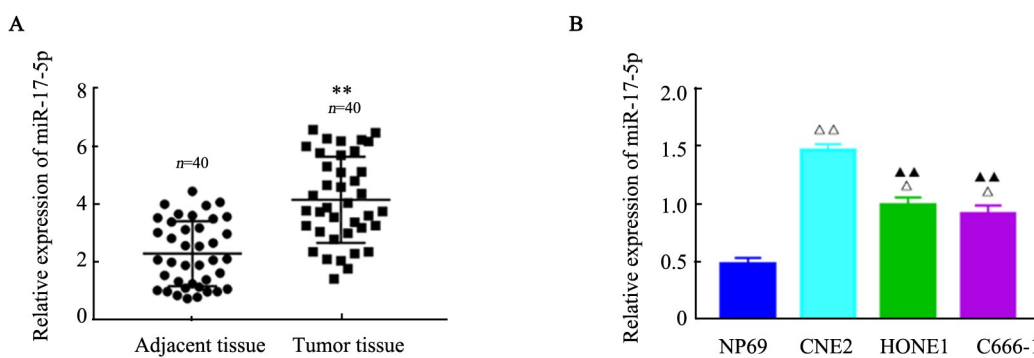 A
Relative expression of miR-17-5p
8
6
4
2
0
n=40
**
n=40
Adjacent tissue
Tumor tissue
B
Relative expression of miR-17-5p
2.0
1.5
1.0
0.5
0
△△
▲▲
△
▲▲
△
NP69
CNE2
HONE1
C666-